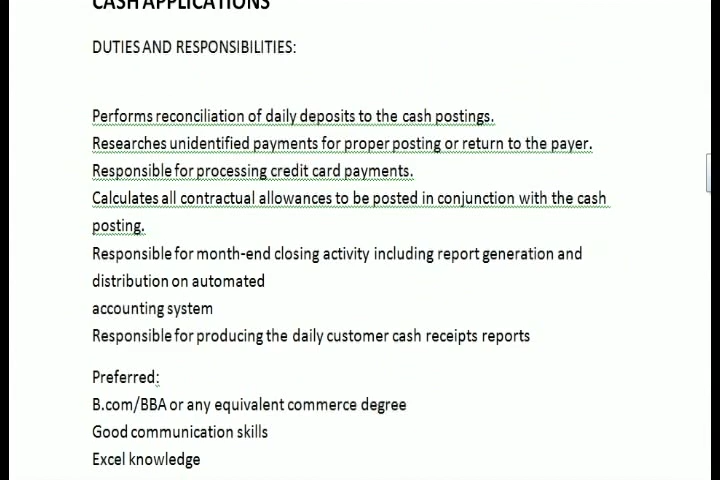 CASH APPLICATIONS
DUTIES AND RESPONSIBILITIES:
Performs reconciliation of daily deposits to the cash postings.
Researches unidentified payments for proper posting or return to the payer.
Responsible for processing credit card payments.
Calculates all contractual allowances to be posted in conjunction with the cash
posting.
Responsible for month-end closing activity including report generation and
distribution on automated
accounting system
Responsible for producing the daily customer cash receipts reports
Preferred:
B.com/BBA or any equivalent commerce degree
Good communication skills
Excel knowledge